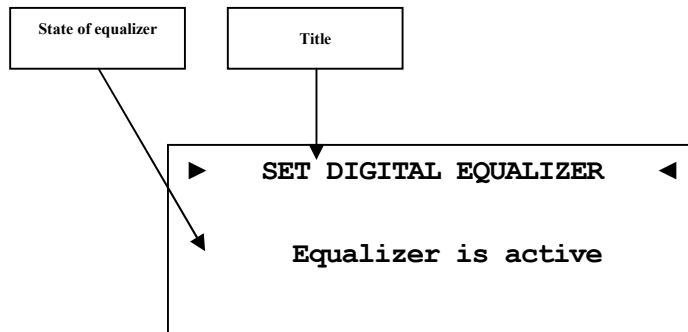 State of equalizer
Title
► SET DIGITAL EQUALIZER ◄
Equalizer is active